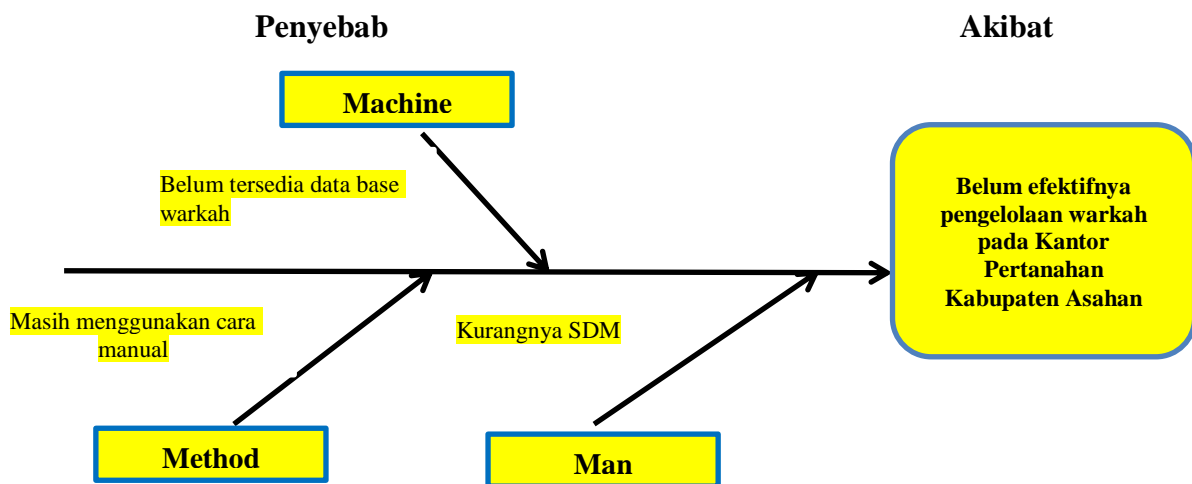 Penyebab
Akibat
Machine
Belum tersedia data base
warkah
Belum efektifnya
pengelolaan warkah
pada Kantor
Pertanahan
Kabupaten Asahan
Masih menggunakan cara
manual
Kurangnya SDM
Method
Man